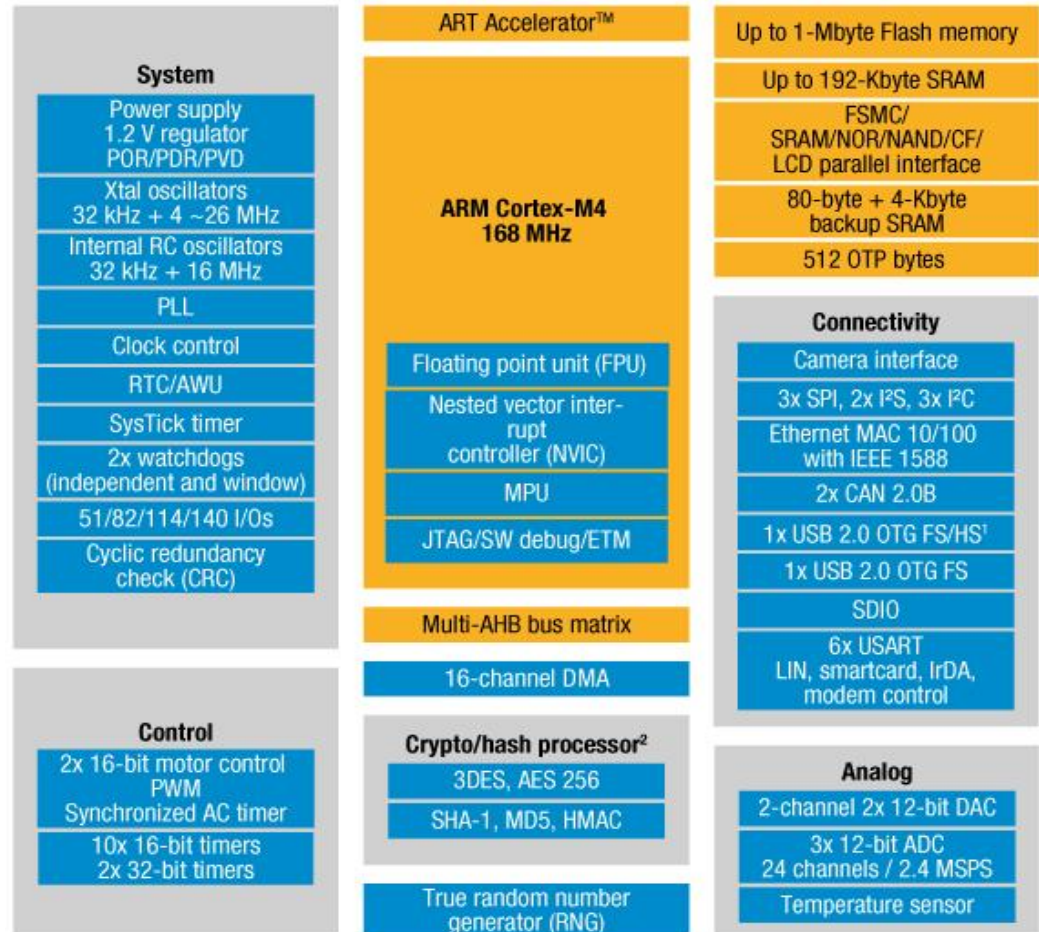 System
Power supply
1.2 V regulator
POR/PDR/PVD
Xtal oscillators
32 kHz + 4 ~26 MHz
Internal RC oscillators
32 kHz + 16 MHz
PLL
Clock control
RTC/AWU
SysTick timer
2x watchdogs
(independent and window)
51/82/114/140 I/Os
Cyclic redundancy
check (CRC)
Control
2x 16-bit motor control
PWM
Synchronized AC timer
10x 16-bit timers
2x 32-bit timers
ART Accelerator™
ARM Cortex-M4
168 MHz
Floating point unit (FPU)
Nested vector inter-
rupt
controller (NVIC)
MPU
JTAG/SW debug/ETM
Multi-AHB bus matrix
16-channel DMA
Crypto/hash processor²
3DES, AES 256
SHA-1, MD5, HMAC
True random number
generator (RNG)
Up to 1-Mbyte Flash memory
Up to 192-Kbyte SRAM
FSMC/
SRAM/NOR/NAND/CF/
LCD parallel interface
80-byte + 4-Kbyte
backup SRAM
512 OTP bytes
Connectivity
Camera interface
3x SPI, 2x I²S, 3x I²C
Ethernet MAC 10/100
with IEEE 1588
2x CAN 2.0B
1x USB 2.0 OTG FS/HS¹
1x USB 2.0 OTG FS
SDIO
6x USART
LIN, smartcard, IrDA,
modem control
Analog
2-channel 2x 12-bit DAC
3x 12-bit ADC
24 channels / 2.4 MSPS
Temperature sensor